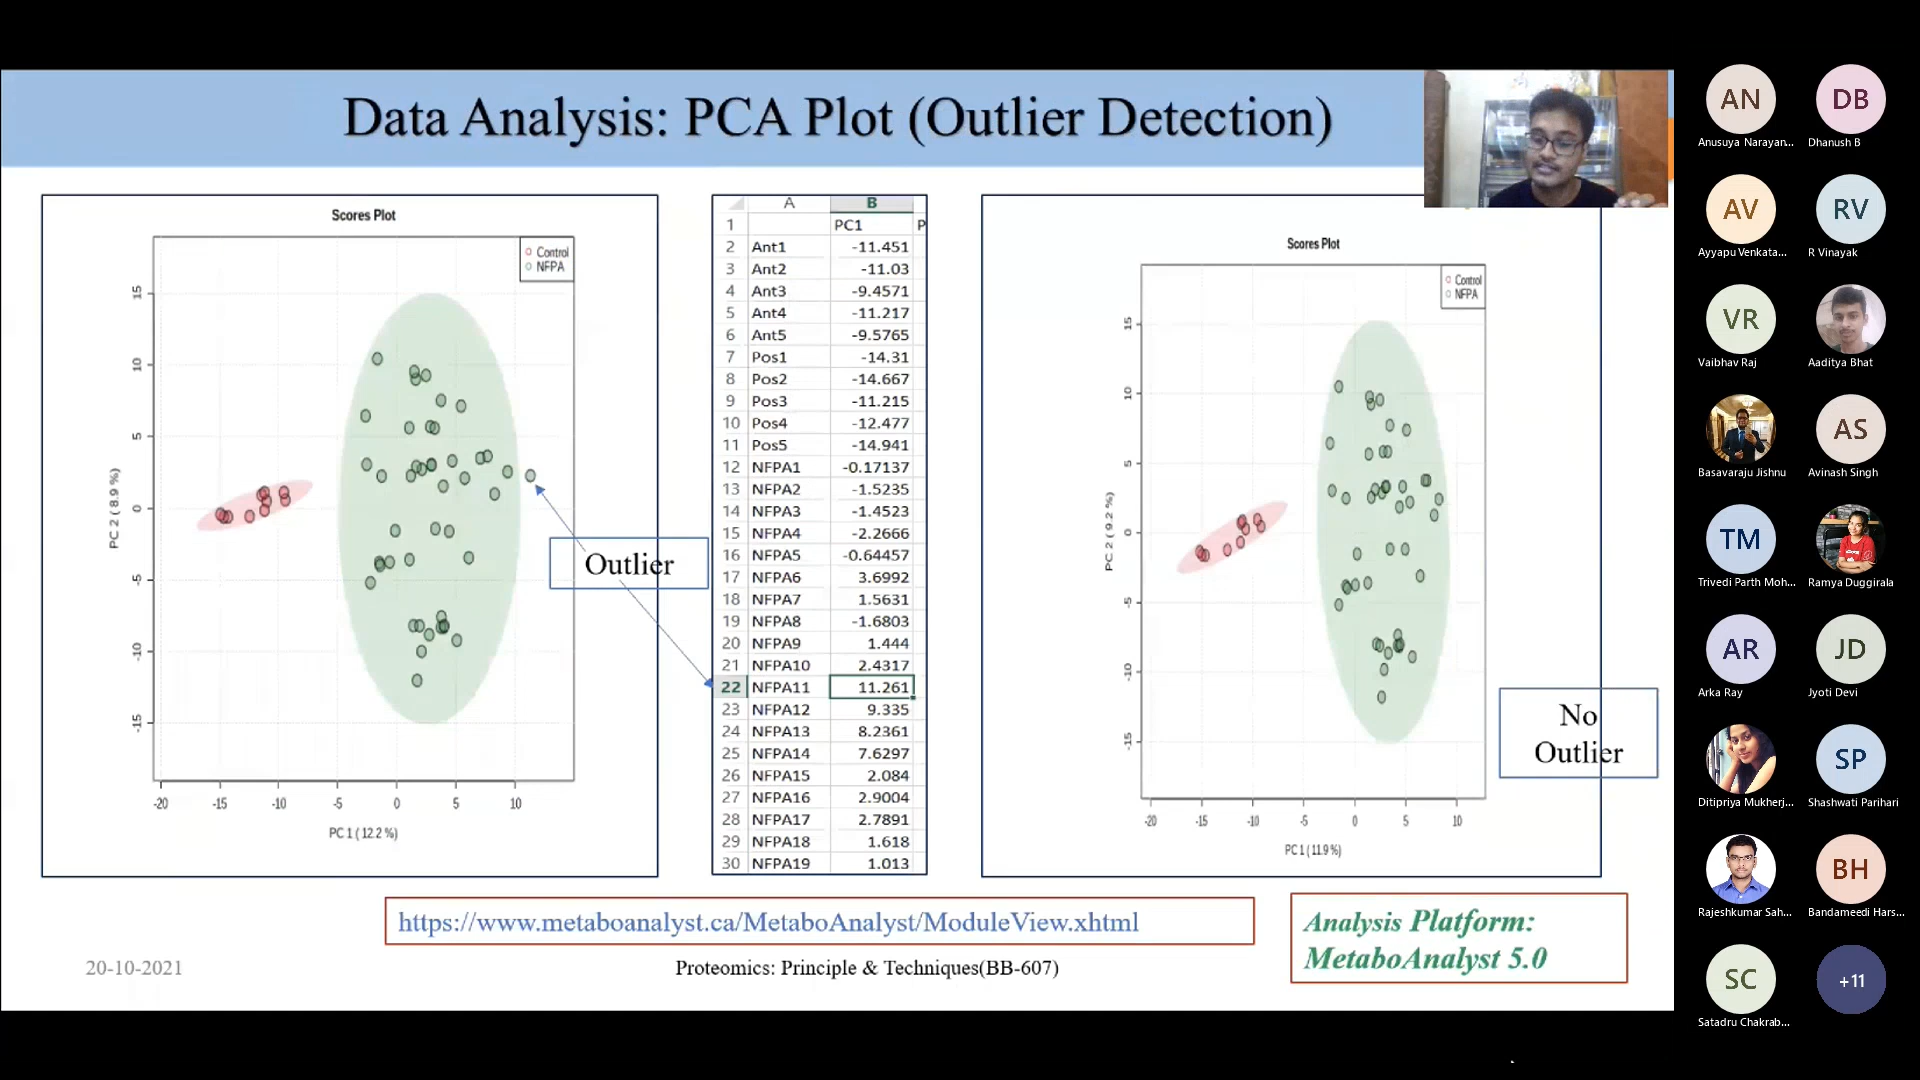 Data Analysis: PCA Plot (Outlier Detection)
Scores Plot
Control
NFPA
15
10
5
0
-5
-10
-15
PC 2 ( 8.9 %)
-20 -15 -10 -5 0 5 10
PC 1 ( 12.2 %)
Outlier
A B
1 PC1 P
2 Ant1 -11.451
3 Ant2 -11.03
4 Ant3 -9.4571
5 Ant4 -11.217
6 Ant5 -9.5765
7 Pos1 -14.31
8 Pos2 -14.667
9 Pos3 -11.215
10 Pos4 -12.477
11 Pos5 -14.941
12 NFPA1 -0.17137
13 NFPA2 -1.5235
14 NFPA3 -1.4523
15 NFPA4 -2.2666
16 NFPA5 -0.64457
17 NFPA6 3.6992
18 NFPA7 1.5631
19 NFPA8 -1.6803
20 NFPA9 1.444
21 NFPA10 2.4317
22 NFPA11 11.261
23 NFPA12 9.335
24 NFPA13 8.2361
25 NFPA14 7.6297
26 NFPA15 2.084
27 NFPA16 2.9004
28 NFPA17 2.7891
29 NFPA18 1.618
30 NFPA19 1.013
Scores Plot
Control
NFPA
15
10
5
0
-5
-10
-15
PC 2 ( 9.2 %)
-20 -15 -10 -5 0 5 10
PC 1 ( 11.9 %)
No
Outlier
https://www.metaboanalyst.ca/MetaboAnalyst/ModuleView.xhtml
Analysis Platform:
MetaboAnalyst 5.0
20-10-2021
Proteomics: Principle & Techniques(BB-607)
AN DB
Anusuya Narayan... Dhanush B
AV RV
Ayyapu Venkata... R Vinayak
VR
Vaibhav Raj Aaditya Bhat
AS
Basavaraju Jishnu Avinash Singh
TM
Trivedi Parth Moh... Ramya Duggirala
AR JD
Arka Ray Jyoti Devi
SP
Ditipriya Mukherj... Shashwati Parihari
BH
Rajeshkumar Sah... Bandameedi Hars...
SC +11
Satadru Chakrab...